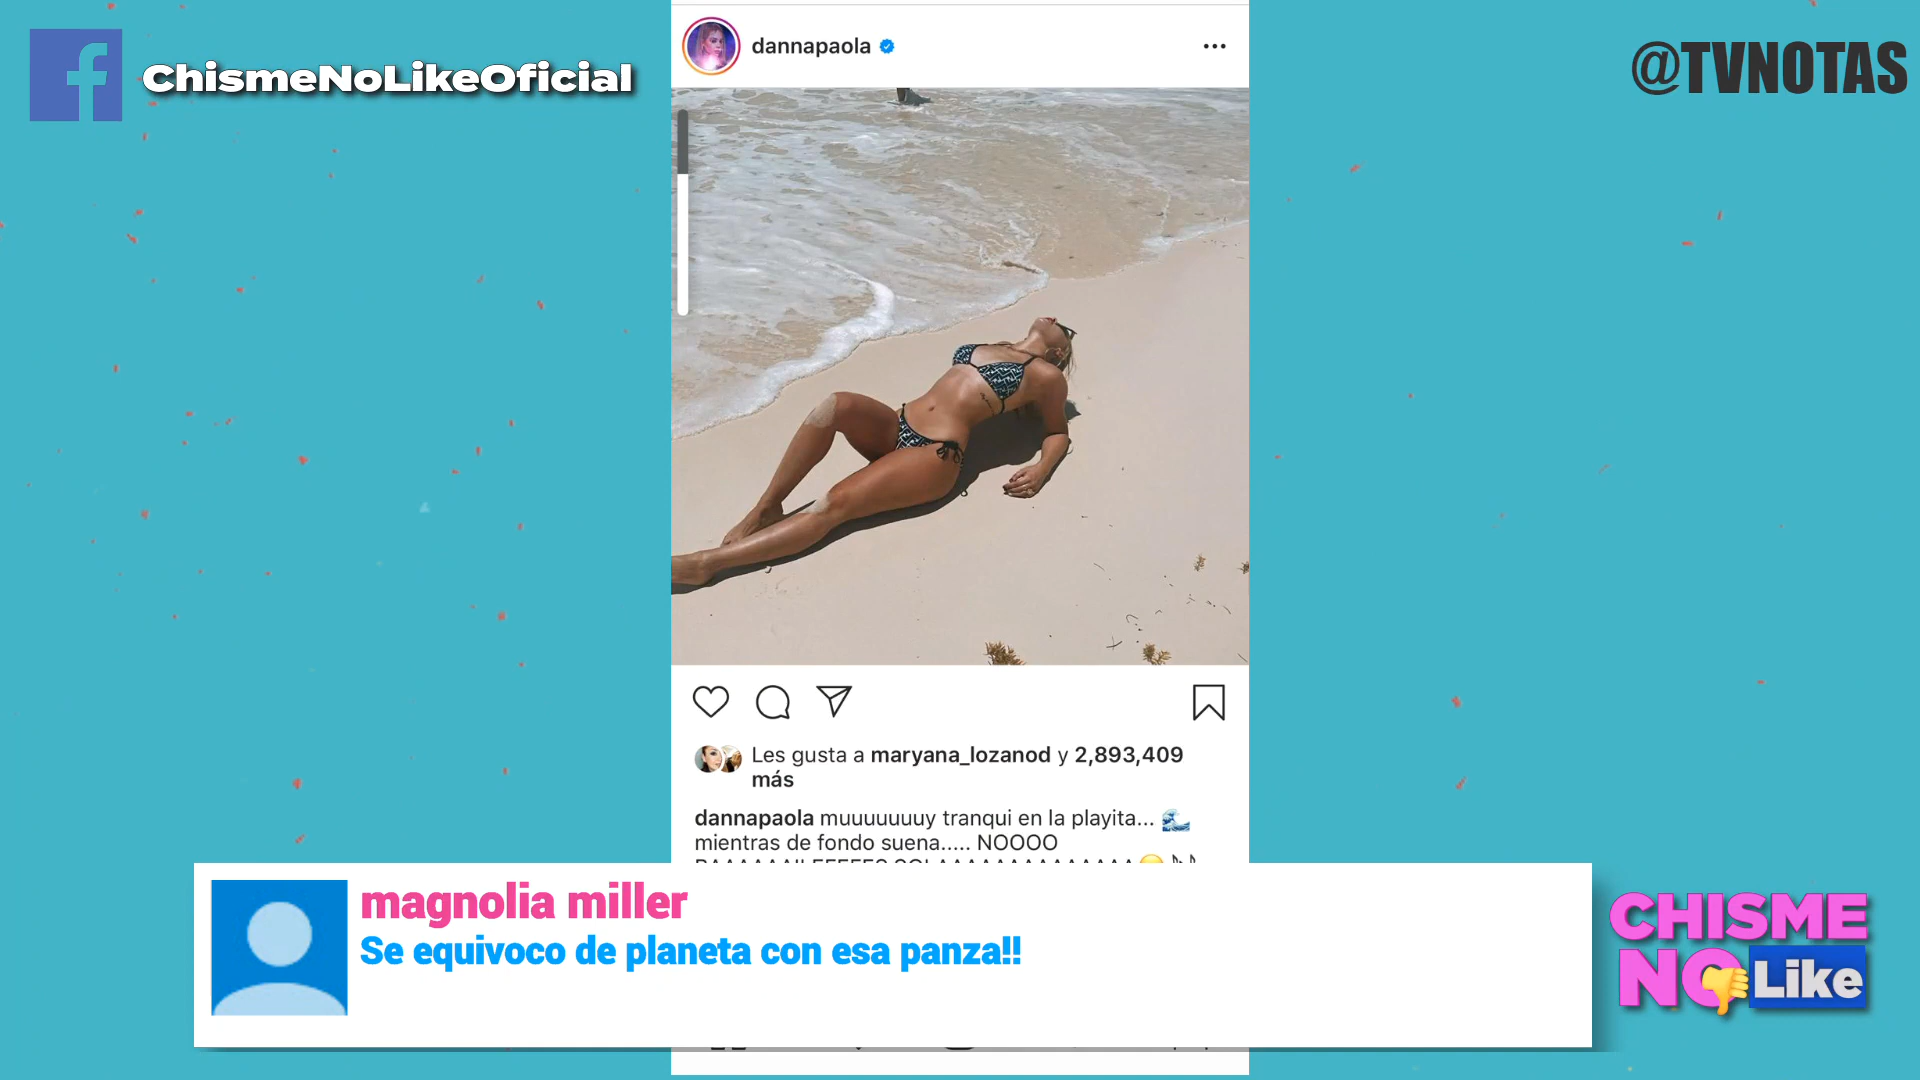 ChismeNoLikeOficial
@TVNOTAS
dannapaola
Les gusta a maryana_lozanod y 2,893,409
más
dannapaola muuuuuuuy tranqui en la playita...
mientras de fondo suena..... NOOOO
magnolia miller
Se equivoco de planeta con esa panza!!
CHISME
NO Like